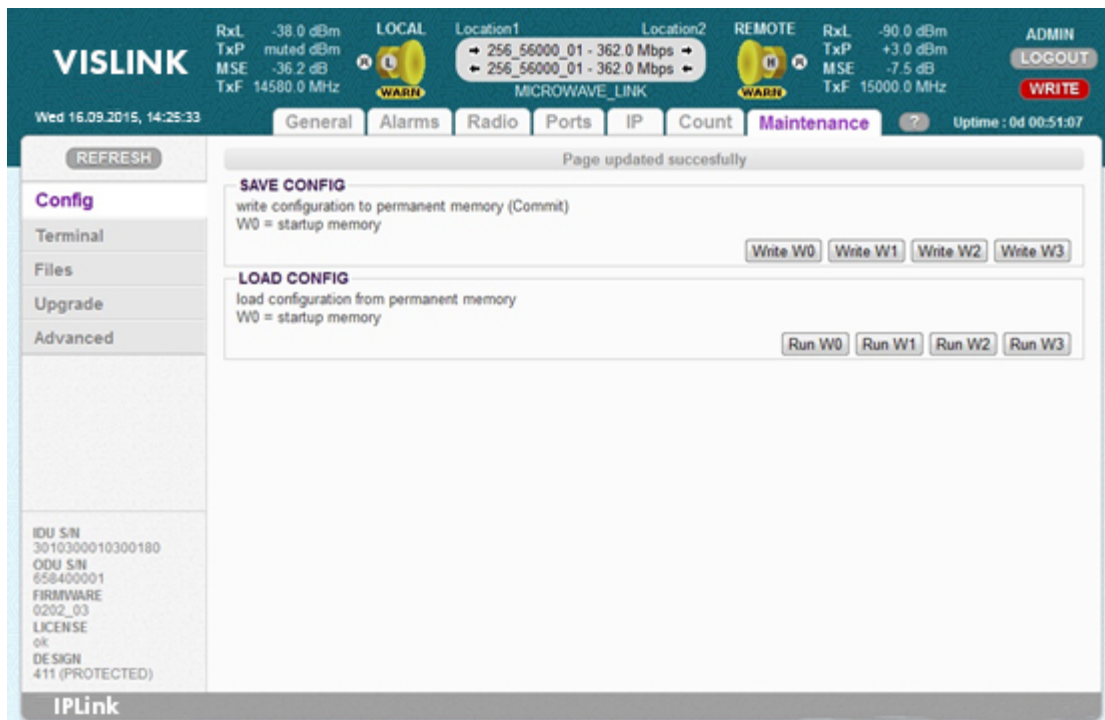 VISLINK
RxL -38.0 dBm
TxP muted dBm
MSE -36.2 dB
TxF 14580.0 MHz
LOCAL
R L
WARN
Location1 Location2
→ 256_56000_01 - 362.0 Mbps →
← 256_56000_01 - 362.0 Mbps ←
MICROWAVE_LINK
REMOTE
H R
WARN
RxL -90.0 dBm
TxP +3.0 dBm
MSE -7.5 dB
TxF 15000.0 MHz
ADMIN
LOGOUT
WRITE
Wed 16.09.2015, 14:25:33
General Alarms Radio Ports IP Count Maintenance ? Uptime : 0d 00:51:07
REFRESH
Config
Terminal
Files
Upgrade
Advanced
Page updated succesfully
SAVE CONFIG
write configuration to permanent memory (Commit)
W0 = startup memory
Write W0 Write W1 Write W2 Write W3
LOAD CONFIG
load configuration from permanent memory
W0 = startup memory
Run W0 Run W1 Run W2 Run W3
IDU S/N
3010300010300180
ODU S/N
658400001
FIRMWARE
0202_03
LICENSE
ok
DESIGN
411 (PROTECTED)
IPLink